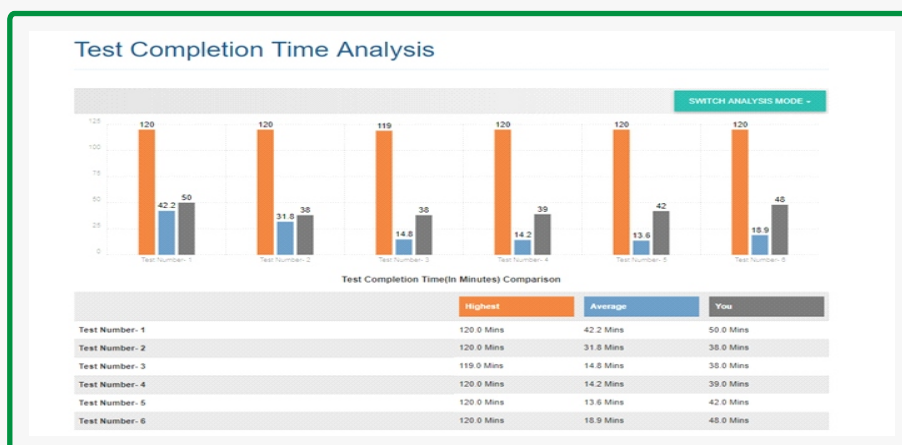 Test Completion Time Analysis
SWITCH ANALYSIS MODE
125
100
75
50
25
0
120 42.2 50
120 31.8 38
119 14.8 38
120 14.2 39
120 13.6 42
120 18.9 48
Test Number- 1 Test Number- 2 Test Number- 3 Test Number- 4 Test Number- 5 Test Number- 6
Test Completion Time(In Minutes) Comparison
Highest Average You
Test Number- 1 120.0 Mins 42.2 Mins 50.0 Mins
Test Number- 2 120.0 Mins 31.8 Mins 38.0 Mins
Test Number- 3 119.0 Mins 14.8 Mins 38.0 Mins
Test Number- 4 120.0 Mins 14.2 Mins 39.0 Mins
Test Number- 5 120.0 Mins 13.6 Mins 42.0 Mins
Test Number- 6 120.0 Mins 18.9 Mins 48.0 Mins